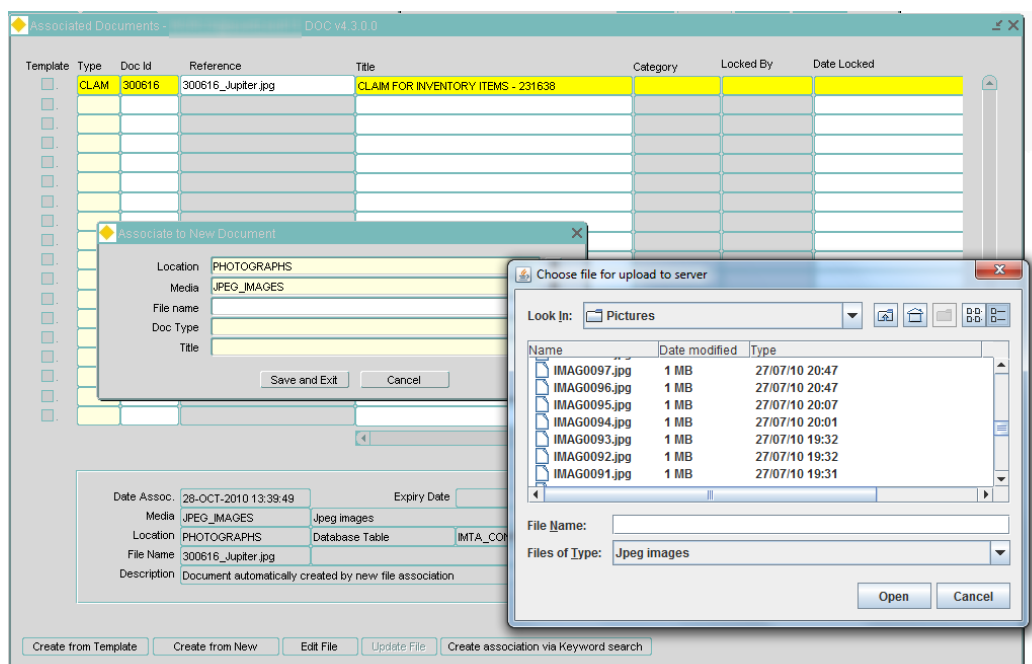 Associated Documents - DOC v4.3.0.0
Template Type Doc Id Reference Title Category Locked By Date Locked
CLAM 300616 300616_Jupiter.jpg CLAIM FOR INVENTORY ITEMS - 231638
Associate to New Document
Location PHOTOGRAPHS
Media JPEG_IMAGES
File name
Doc Type
Title
Save and Exit Cancel
Choose file for upload to server
Look In: Pictures
Name Date modified Type
IMAG0097.jpg 1 MB 27/07/10 20:47
IMAG0096.jpg 1 MB 27/07/10 20:47
IMAG0095.jpg 1 MB 27/07/10 20:07
IMAG0094.jpg 1 MB 27/07/10 20:01
IMAG0093.jpg 1 MB 27/07/10 19:32
IMAG0092.jpg 1 MB 27/07/10 19:32
IMAG0091.jpg 1 MB 27/07/10 19:31
File Name:
Files of Type: Jpeg images
Open Cancel
Date Assoc. 28-OCT-2010 13:39:49 Expiry Date
Media JPEG_IMAGES Jpeg images
Location PHOTOGRAPHS Database Table IMTA_CON
File Name 300616_Jupiter.jpg
Description Document automatically created by new file association
Create from Template Create from New Edit File Update File Create association via Keyword search